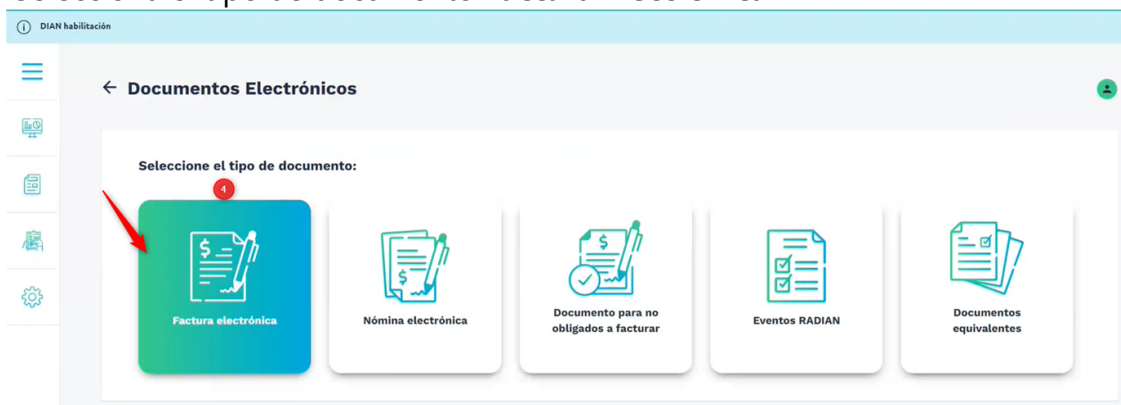 DIAN habilitación
← Documentos Electrónicos
Seleccione el tipo de documento:
4
Factura electrónica
Nómina electrónica
Documento para no
obligados a facturar
Eventos RADIAN
Documentos
equivalentes